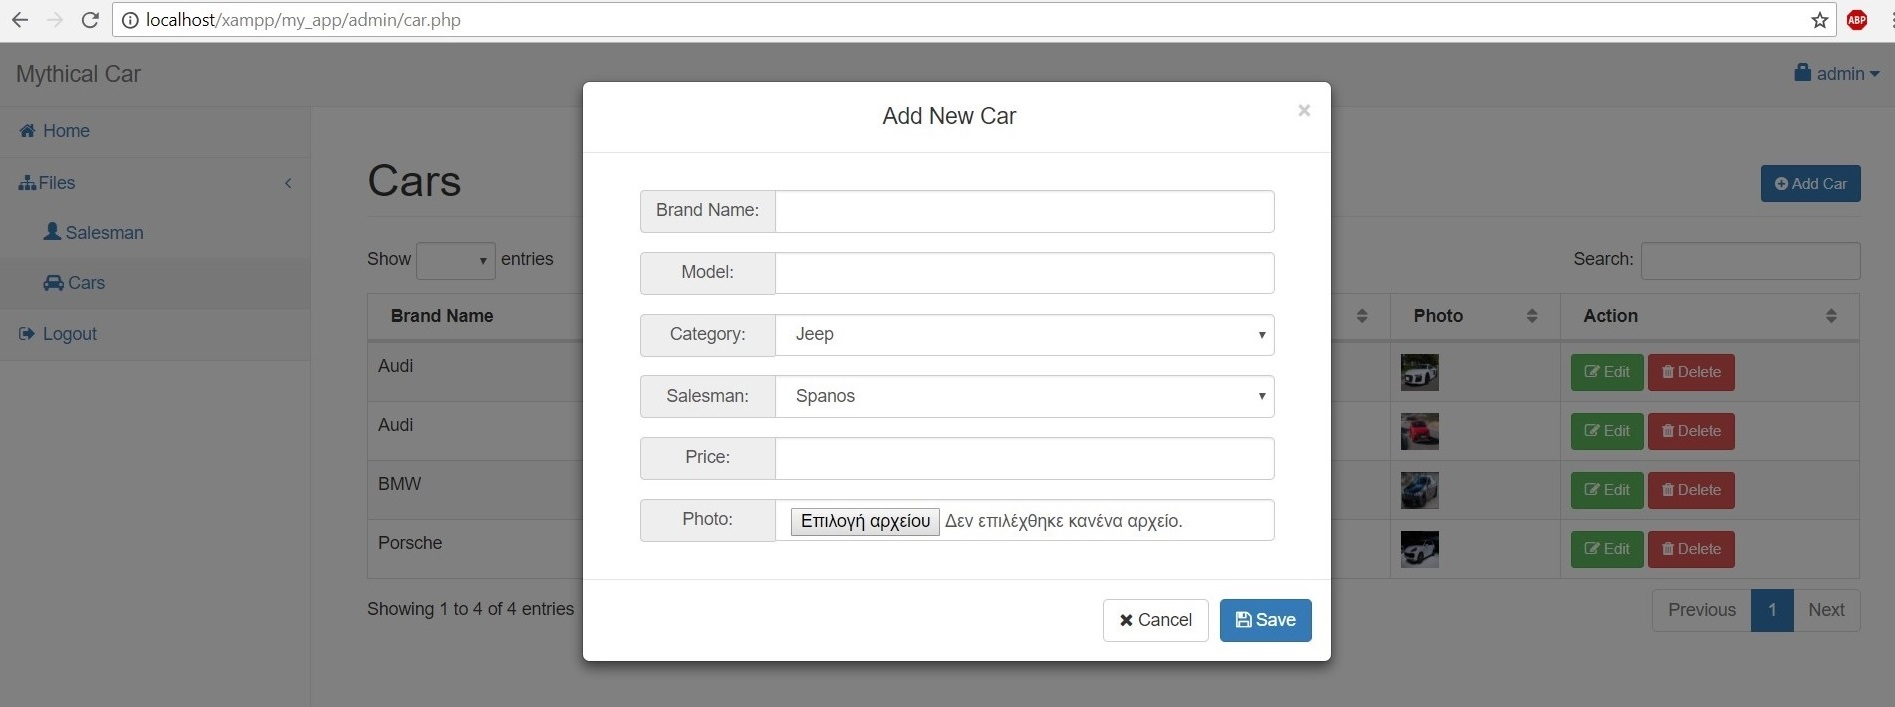 localhost/xampp/my_app/admin/car.php
ABP
Mythical Car
admin
Home
Files
Salesman
Cars
Logout
Cars
Add Car
Show entries
Search:
Brand Name Photo Action
Audi Edit Delete
Audi Edit Delete
BMW Edit Delete
Porsche Edit Delete
Showing 1 to 4 of 4 entries
Previous 1 Next
Add New Car
×
Brand Name:
Model:
Category: Jeep
Salesman: Spanos
Price:
Photo: Επιλογή αρχείου Δεν επιλέχθηκε κανένα αρχείο.
Cancel Save